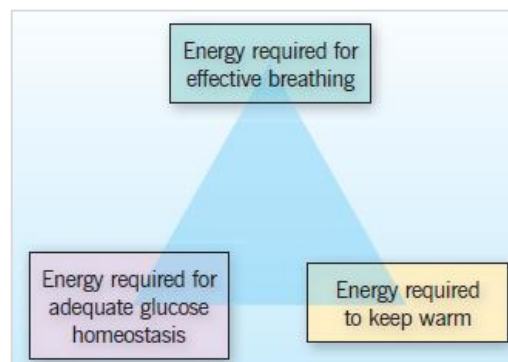 Energy required for
effective breathing
Energy required for
adequate glucose
homeostasis
Energy required
to keep warm